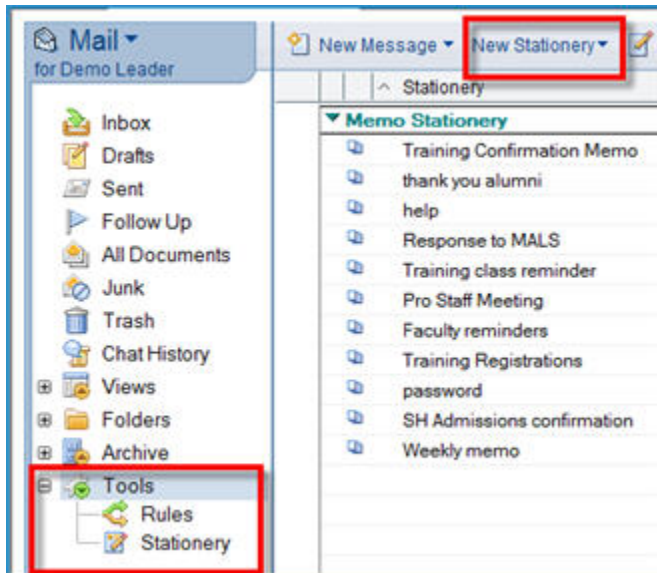 Mail
for Demo Leader
Inbox
Drafts
Sent
Follow Up
All Documents
Junk
Trash
Chat History
Views
Folders
Archive
Tools
Rules
Stationery
New Message New Stationery
Stationery
Memo Stationery
Training Confirmation Memo
thank you alumni
help
Response to MALS
Training class reminder
Pro Staff Meeting
Faculty reminders
Training Registrations
password
SH Admissions confirmation
Weekly memo